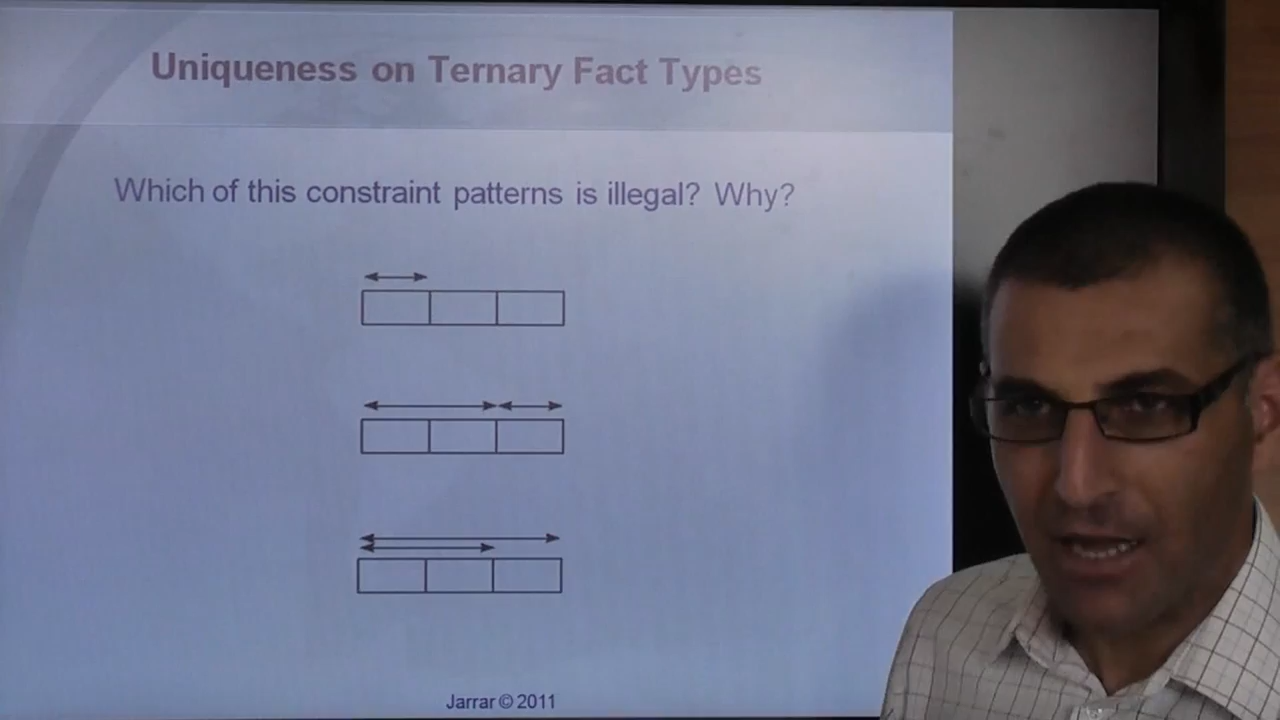 Uniqueness on Ternary Fact Types
Which of this constraint patterns is illegal? Why?
Jarrar © 2011